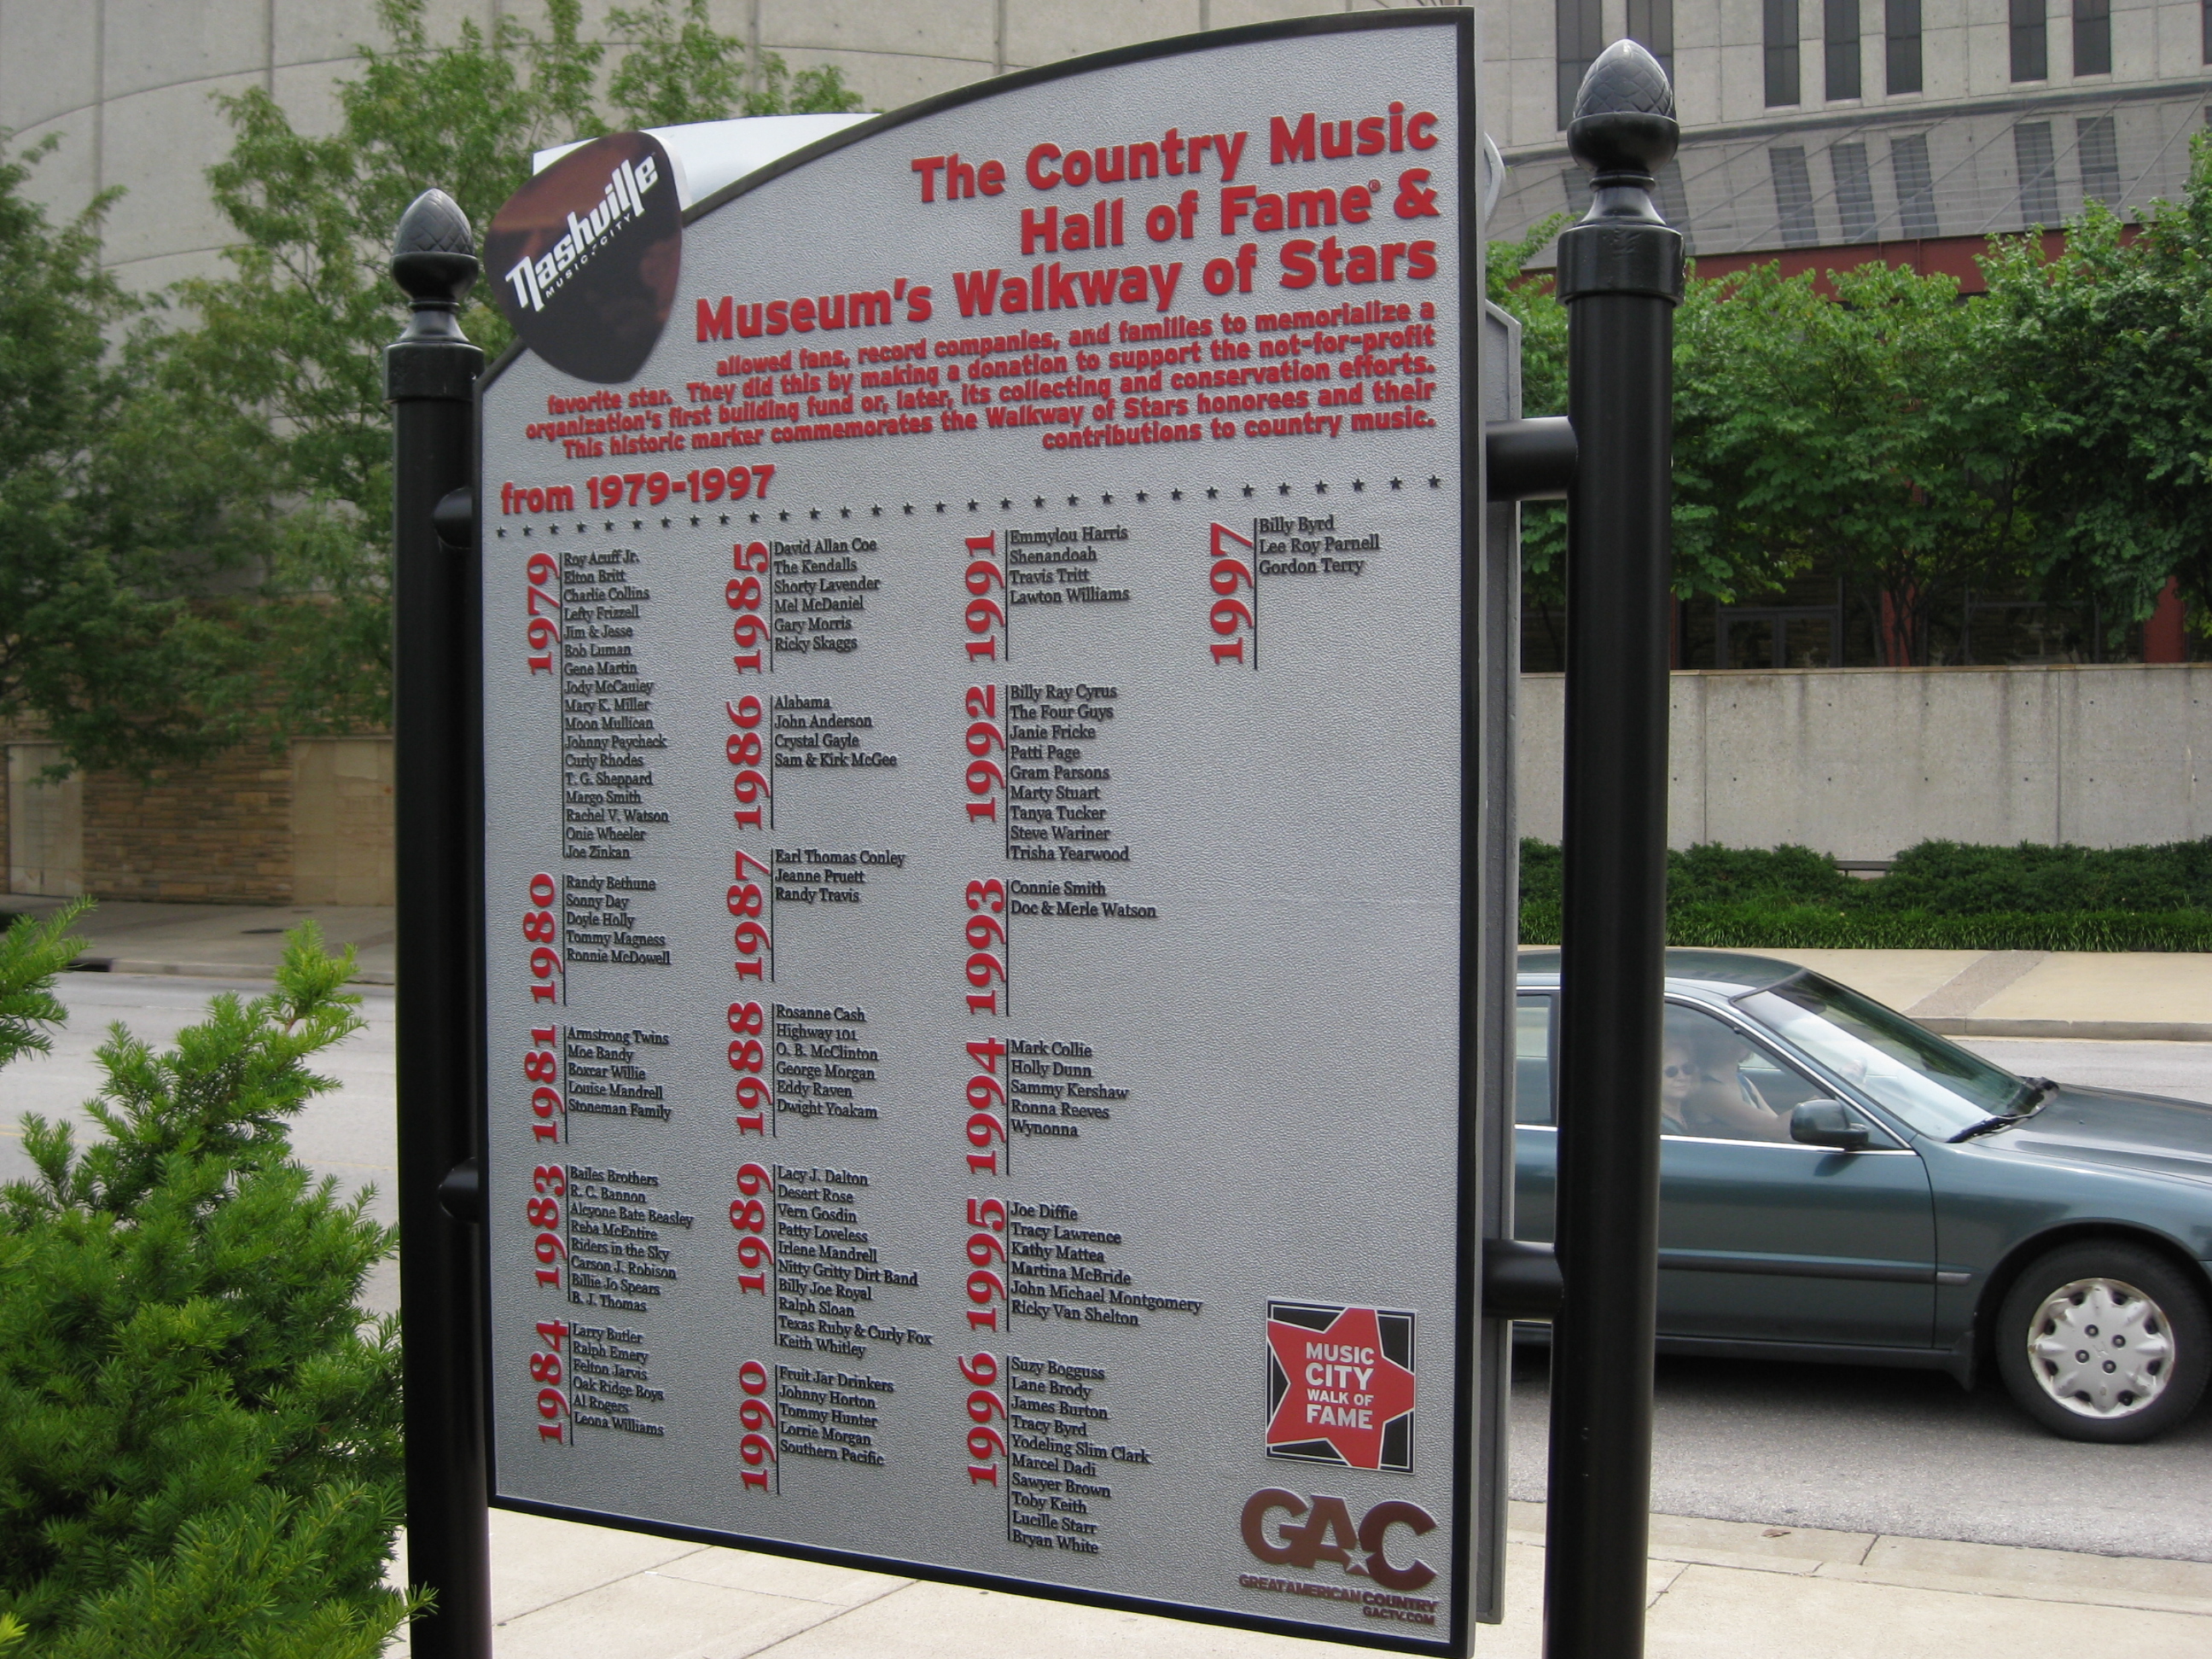 Nashville
MUSIC CITY
The Country Music
Hall of Fame® &
Museum's Walkway of Stars
allowed fans, record companies, and families to memorialize a
favorite star. They did this by making a donation to support the not-for-profit
organization's first building fund or, later, its collecting and conservation efforts.
This historic marker commemorates the Walkway of Stars honorees and their
contributions to country music.
from 1979-1997
1979
Roy Acuff Jr.
Elton Britt
Charlie Collins
Lefty Frizzell
Jim & Jesse
Bob Luman
Gene Martin
Jody McCauley
Mary K. Miller
Moon Mullican
Johnny Paycheck
Curly Rhodes
T. G. Sheppard
Margo Smith
Rachel V. Watson
Onie Wheeler
Joe Zinkan
1980
Randy Bethune
Sonny Day
Doyle Holly
Tommy Magness
Ronnie McDowell
1981
Armstrong Twins
Moe Bandy
Boxcar Willie
Louise Mandrell
Stoneman Family
1983
Bailes Brothers
R. C. Bannon
Alcyone Bate Beasley
Reba McEntire
Riders in the Sky
Carson J. Robison
Billie Jo Spears
B. J. Thomas
1984
Larry Butler
Ralph Emery
Felton Jarvis
Oak Ridge Boys
Al Rogers
Leona Williams
1985
David Allan Coe
The Kendalls
Shorty Lavender
Mel McDaniel
Gary Morris
Ricky Skaggs
1986
Alabama
John Anderson
Crystal Gayle
Sam & Kirk McGee
1987
Earl Thomas Conley
Jeanne Pruett
Randy Travis
1988
Rosanne Cash
Highway 101
O. B. McClinton
George Morgan
Eddy Raven
Dwight Yoakam
1989
Lacy J. Dalton
Desert Rose
Vern Gosdin
Patty Loveless
Irlene Mandrell
Nitty Gritty Dirt Band
Billy Joe Royal
Ralph Sloan
Texas Ruby & Curly Fox
Keith Whitley
1990
Fruit Jar Drinkers
Johnny Horton
Tommy Hunter
Lorrie Morgan
Southern Pacific
1991
Emmylou Harris
Shenandoah
Travis Tritt
Lawton Williams
1992
Billy Ray Cyrus
The Four Guys
Janie Fricke
Patti Page
Gram Parsons
Marty Stuart
Tanya Tucker
Steve Wariner
Trisha Yearwood
1993
Connie Smith
Doc & Merle Watson
1994
Mark Collie
Holly Dunn
Sammy Kershaw
Ronna Reeves
Wynonna
1995
Joe Diffie
Tracy Lawrence
Kathy Mattea
Martina McBride
John Michael Montgomery
Ricky Van Shelton
1996
Suzy Bogguss
Lane Brody
James Burton
Tracy Byrd
Yodeling Slim Clark
Marcel Dadi
Sawyer Brown
Toby Keith
Lucille Starr
Bryan White
1997
Billy Byrd
Lee Roy Parnell
Gordon Terry
MUSIC
CITY
WALK OF
FAME
GAC
GREAT AMERICAN COUNTRY
GACTV.COM